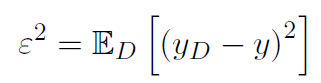 ε² = 𝔼_D [(y_D − y)²]